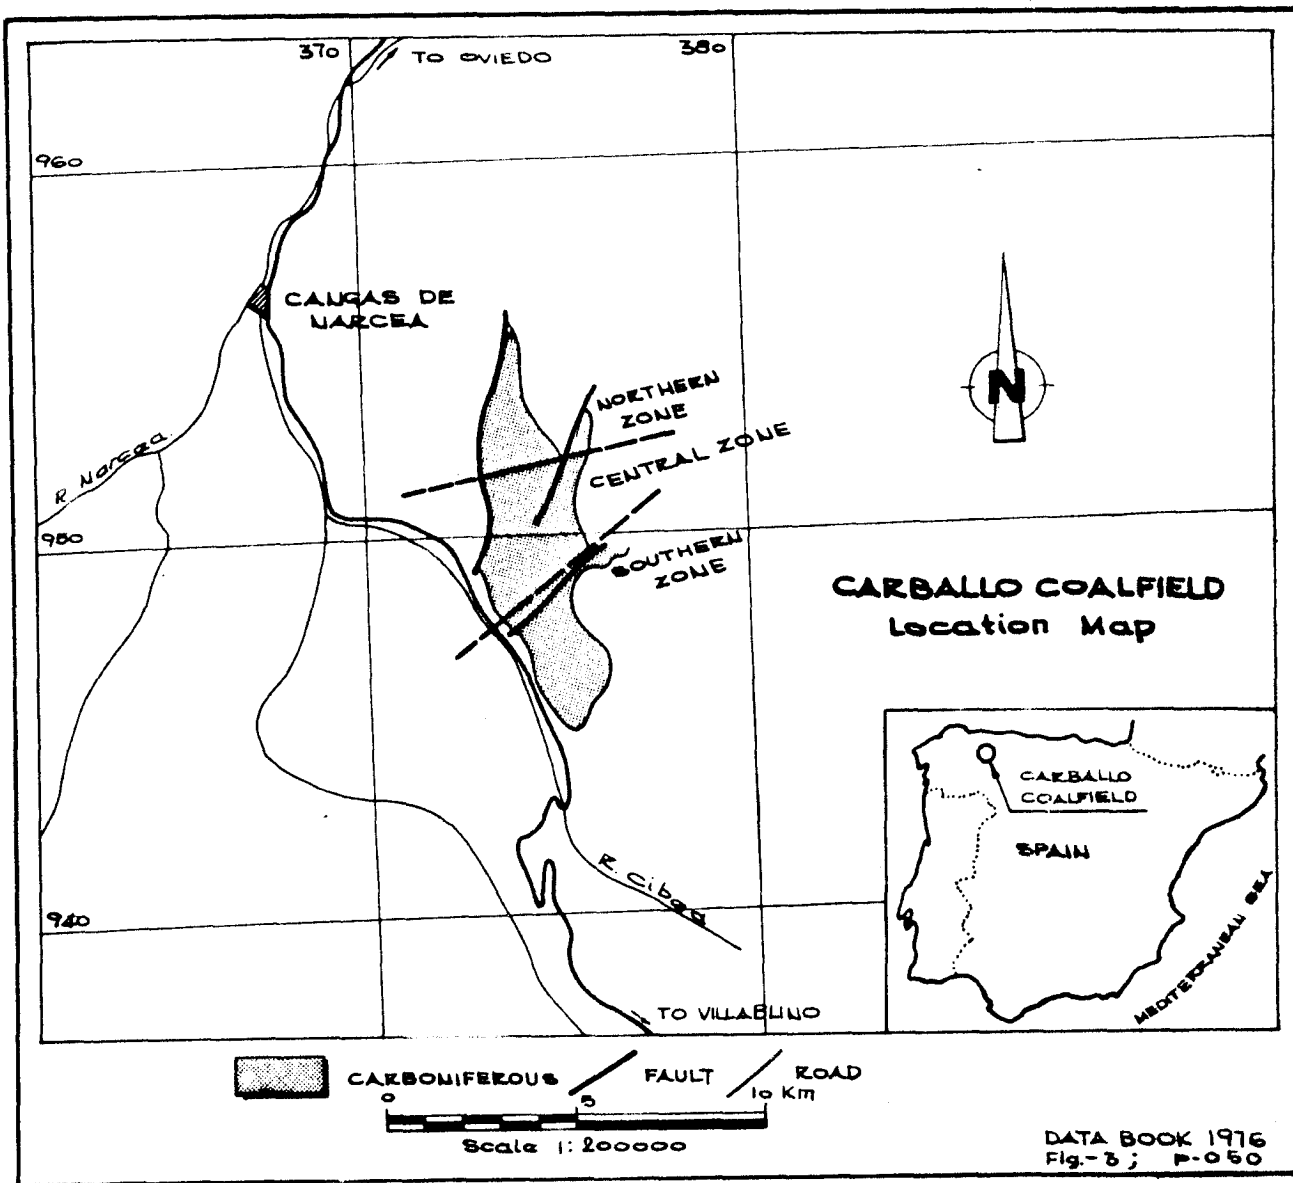 370
380
TO OVIEDO
960
CANGAS DE
NARCEA
NORTHERN
ZONE
CENTRAL ZONE
R Narcea
950
SOUTHERN
ZONE
N
CARBALLO COALFIELD
Location Map
CARBALLO
COALFIELD
SPAIN
MEDITERRANEAN SEA
R. Cibea
940
TO VILLABLINO
CARBONIFEROUS
FAULT
ROAD
0
5
10 Km
Scale 1:200000
DATA BOOK 1976
Fig.-3; P-050